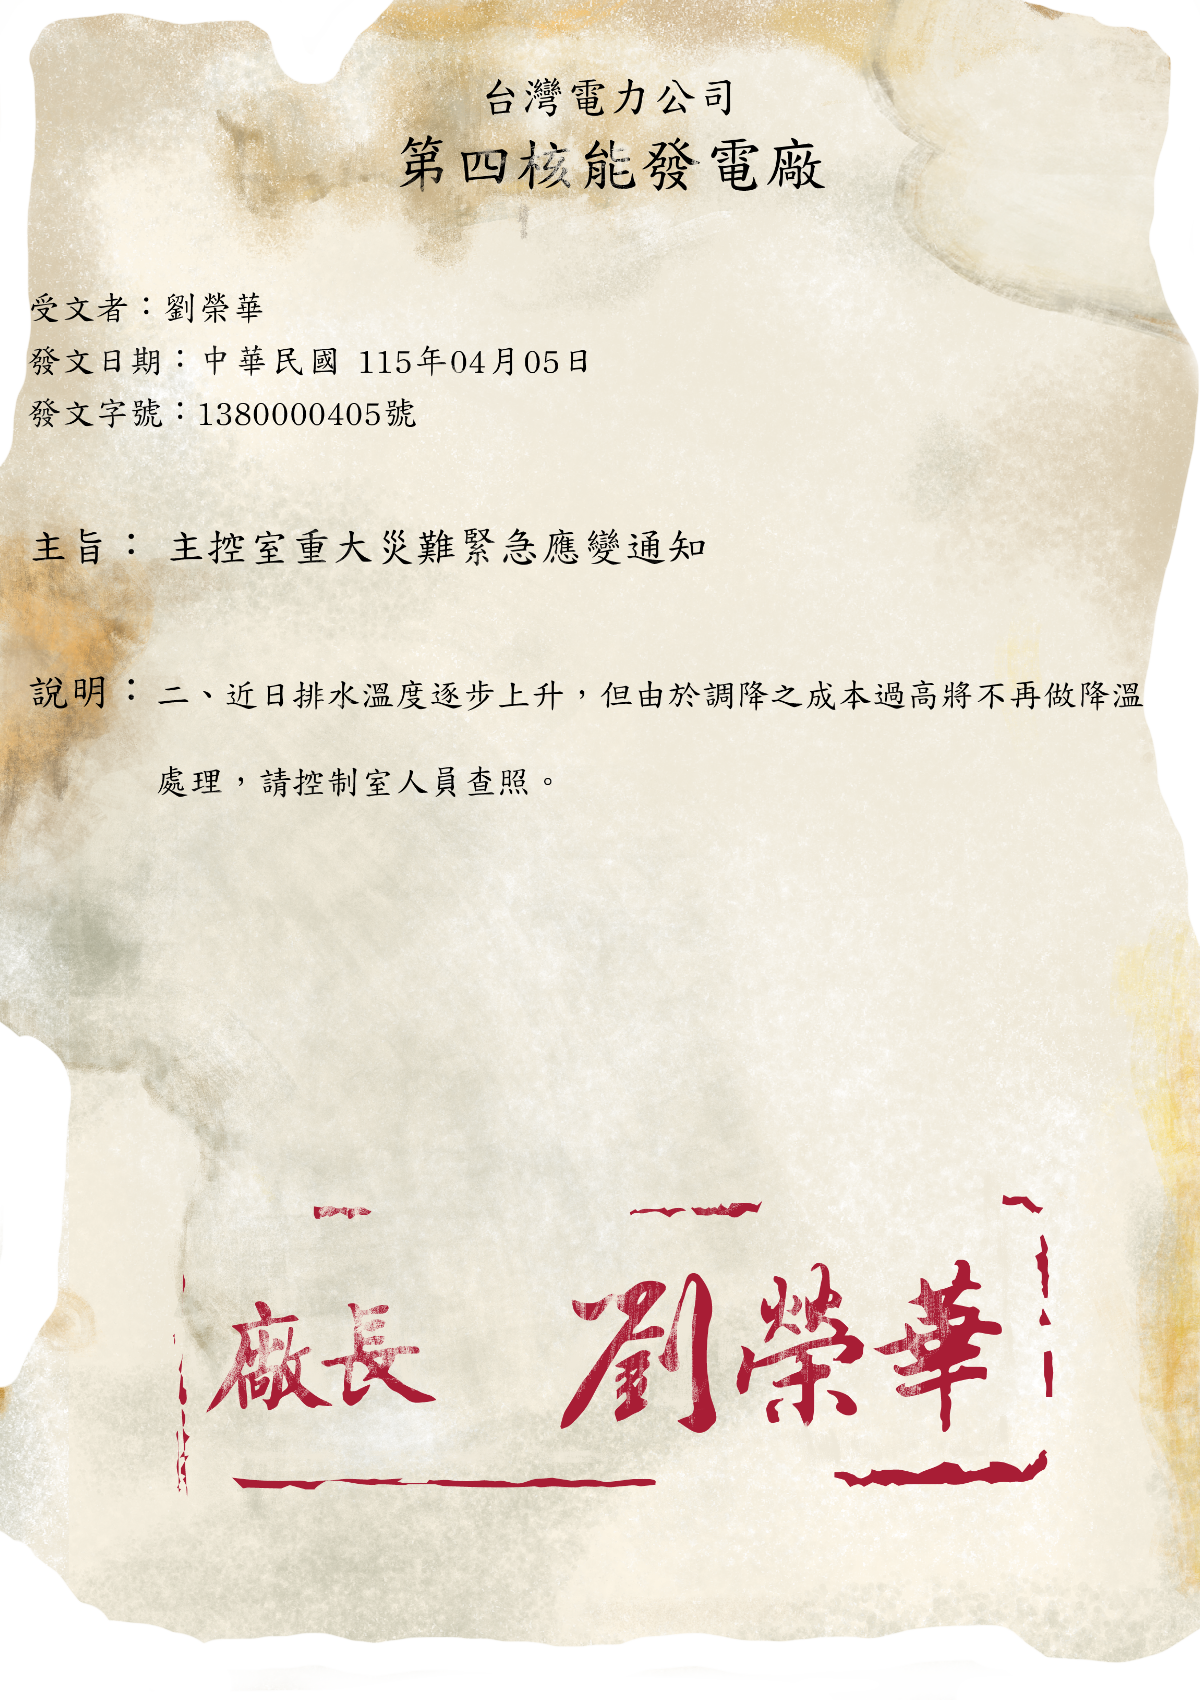 台灣電力公司
第四核能發電廠
受文者：劉榮華
發文日期：中華民國 115年04月05日
發文字號：1380000405號
主旨： 主控室重大災難緊急應變通知
說明：二、近日排水溫度逐步上升，但由於調降之成本過高將不再做降溫
處理，請控制室人員查照。
廠長 劉榮華